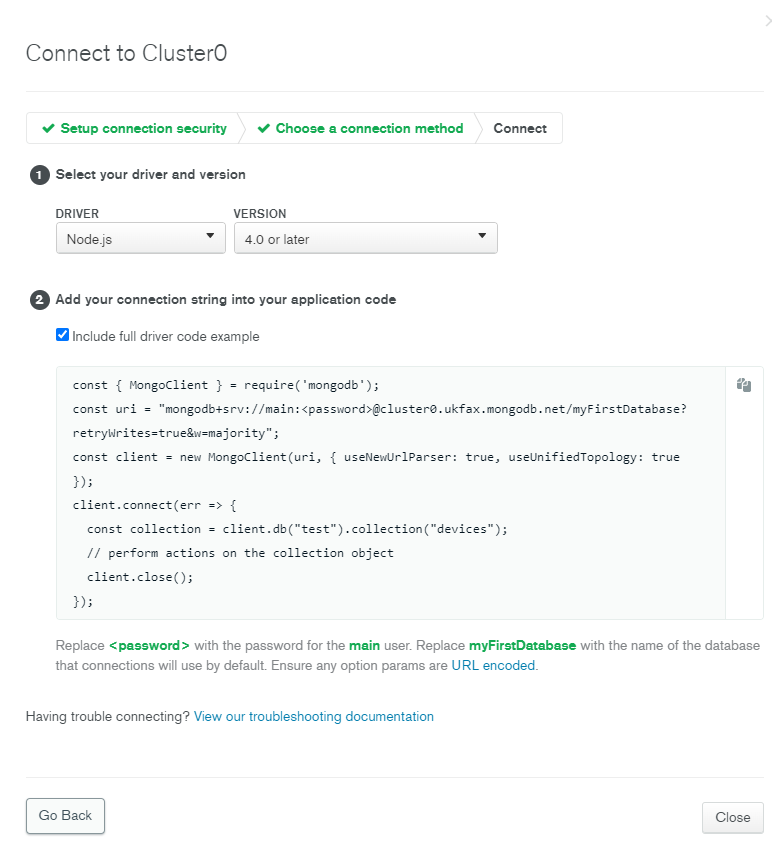 Connect to Cluster0
Setup connection security
Choose a connection method
Connect
1 Select your driver and version
DRIVER
VERSION
Node.js
4.0 or later
2 Add your connection string into your application code
Include full driver code example
const { MongoClient } = require('mongodb');
const uri = "mongodb+srv://main:<password>@cluster0.ukfax.mongodb.net/myFirstDatabase?
retryWrites=true&w=majority";
const client = new MongoClient(uri, { useNewUrlParser: true, useUnifiedTopology: true
});
client.connect(err => {
  const collection = client.db("test").collection("devices");
  // perform actions on the collection object
  client.close();
});
Replace <password> with the password for the main user. Replace myFirstDatabase with the name of the database
that connections will use by default. Ensure any option params are URL encoded.
Having trouble connecting? View our troubleshooting documentation
Go Back
Close